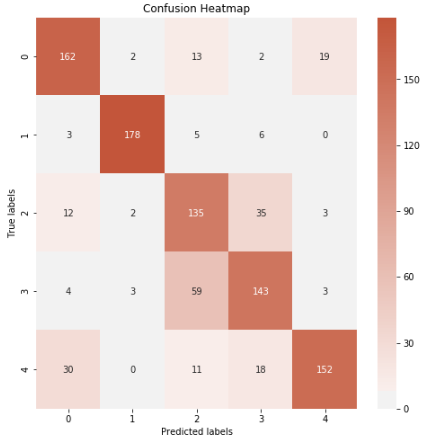 Confusion Heatmap
0 162 2 13 2 19
1 3 178 5 6 0
2 12 2 135 35 3
3 4 3 59 143 3
4 30 0 11 18 152
0 1 2 3 4
True labels
Predicted labels
150
120
90
60
30
0